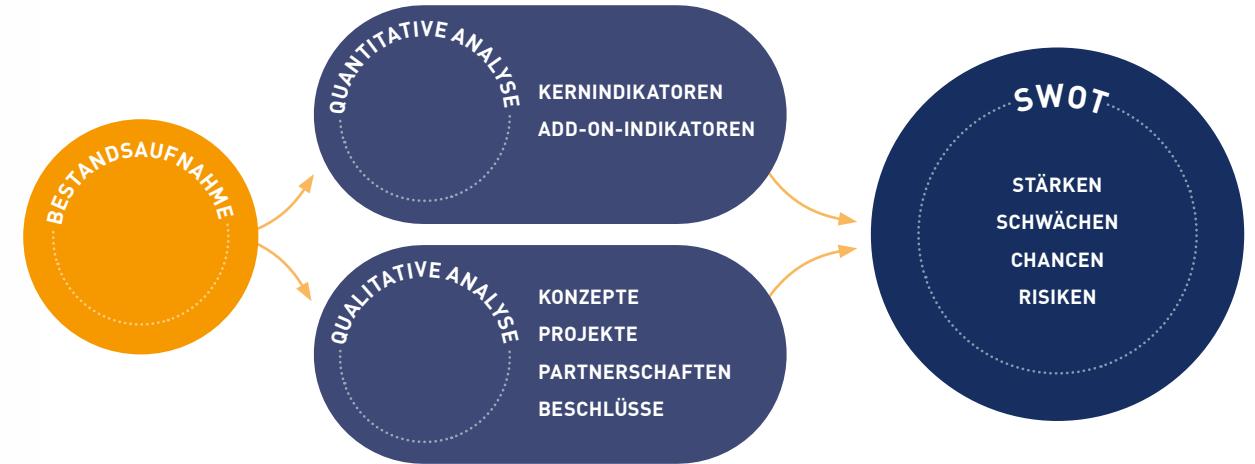 BESTANDSAUFNAHME
QUANTITATIVE ANALYSE
KERNINDIKATOREN
ADD-ON-INDIKATOREN
QUALITATIVE ANALYSE
KONZEPTE
PROJEKTE
PARTNERSCHAFTEN
BESCHLÜSSE
SWOT
STÄRKEN
SCHWÄCHEN
CHANCEN
RISIKEN